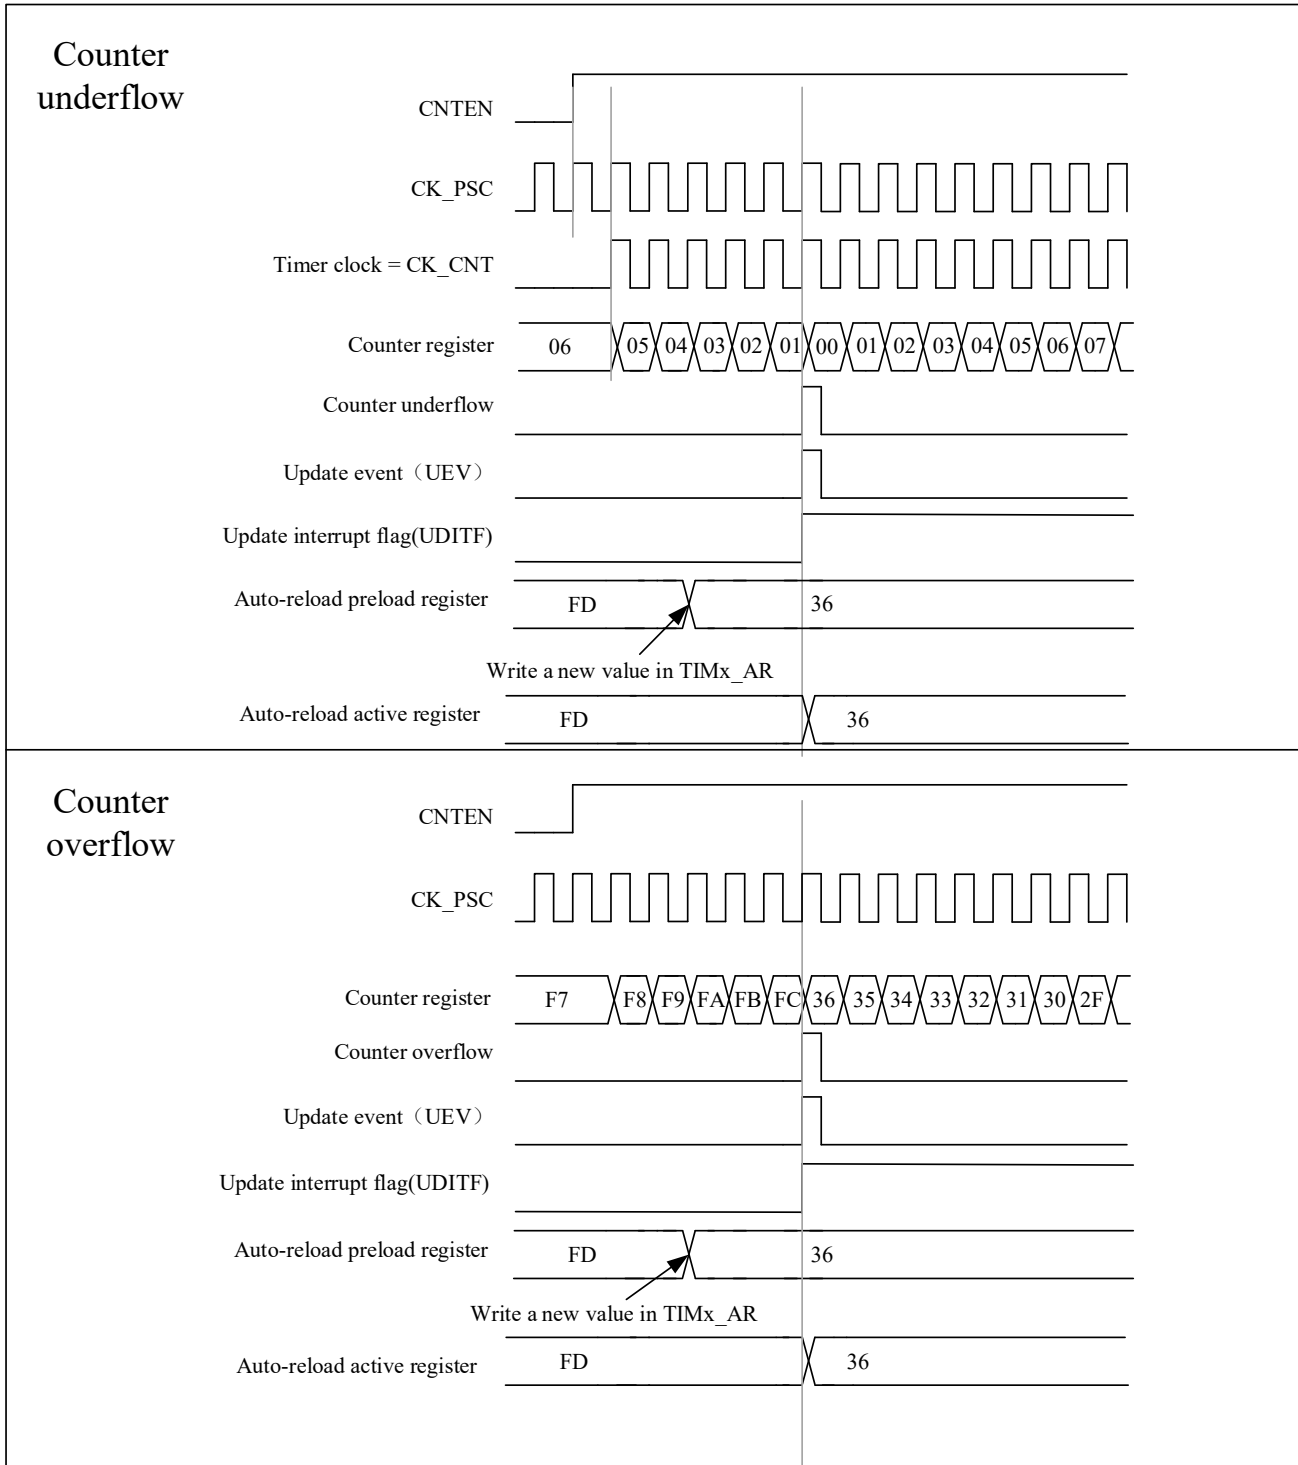 Counter
underflow
CNTEN
CK_PSC
Timer clock = CK_CNT
Counter register 06 05 04 03 02 01 00 01 02 03 04 05 06 07
Counter underflow
Update event（UEV）
Update interrupt flag(UDITF)
Auto-reload preload register FD 36
Write a new value in TIMx_AR
Auto-reload active register FD 36
Counter
overflow
CNTEN
CK_PSC
Counter register F7 F8 F9 FA FB FC 36 35 34 33 32 31 30 2F
Counter overflow
Update event（UEV）
Update interrupt flag(UDITF)
Auto-reload preload register FD 36
Write a new value in TIMx_AR
Auto-reload active register FD 36